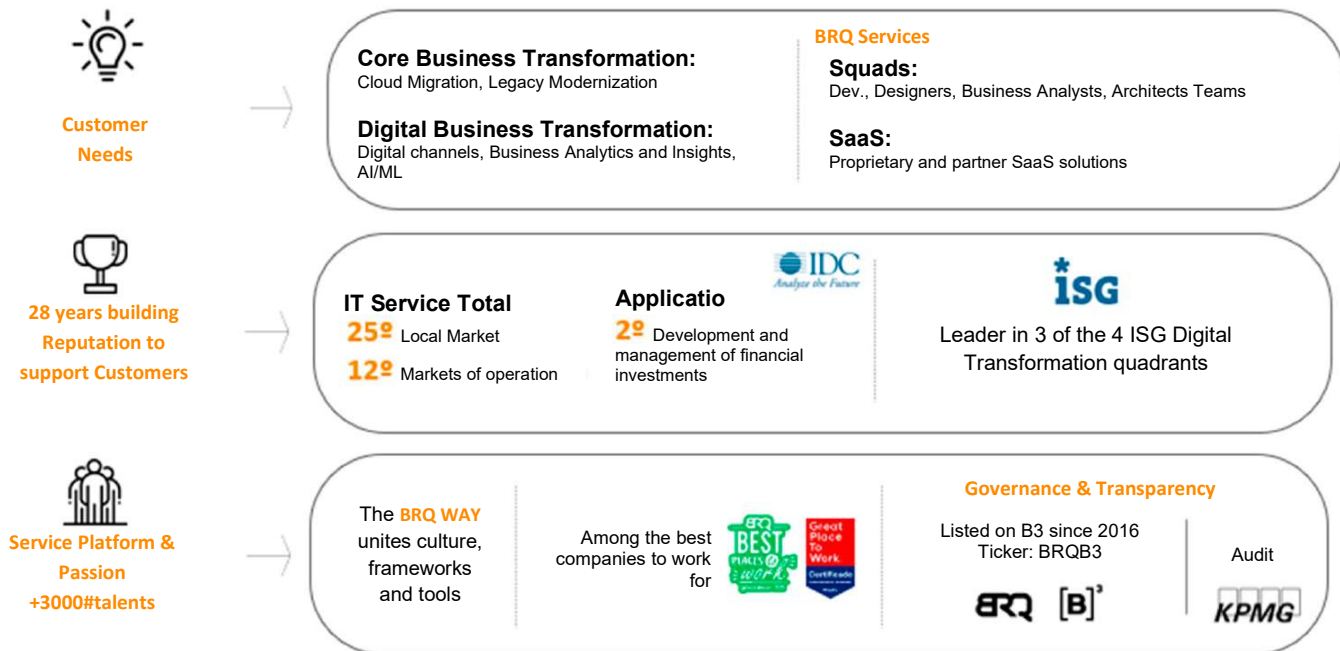 Customer
Needs
Core Business Transformation:
Cloud Migration, Legacy Modernization
Digital Business Transformation:
Digital channels, Business Analytics and Insights,
AI/ML
BRQ Services
Squads:
Dev., Designers, Business Analysts, Architects Teams
SaaS:
Proprietary and partner SaaS solutions
28 years building
Reputation to
support Customers
IT Service Total
25º Local Market
12º Markets of operation
Applicatio
2º Development and
management of financial
investments
IDC
Analyze the Future
ISG
Leader in 3 of the 4 ISG Digital
Transformation quadrants
Service Platform &
Passion
+3000#talents
The BRQ WAY
unites culture,
frameworks
and tools
Among the best
companies to work
for
BRQ
BEST
PLACES to
work
Great
Place
To
Work.
Certificada
Governance & Transparency
Listed on B3 since 2016
Ticker: BRQB3
BRQ
[B]³
Audit
KPMG